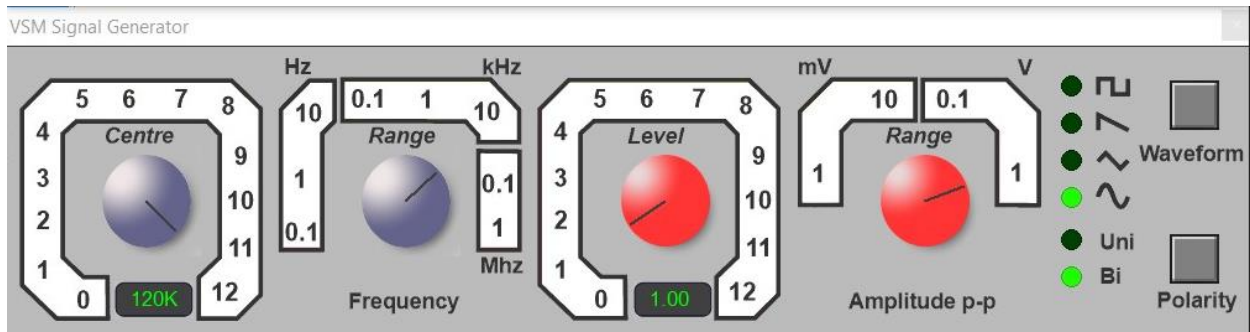 VSM Signal Generator
Hz kHz mV V
5 6 7 8 10 0.1 1 10 5 6 7 8 10 0.1
4 Centre Range 4 Level Range
9 9 Waveform
3 1 0.1 3 1 1
2 10 2 10
0.1 1 11 11 Uni
1 Mhz 1 Bi
0 120K 12 Frequency 0 1.00 12 Amplitude p-p Polarity